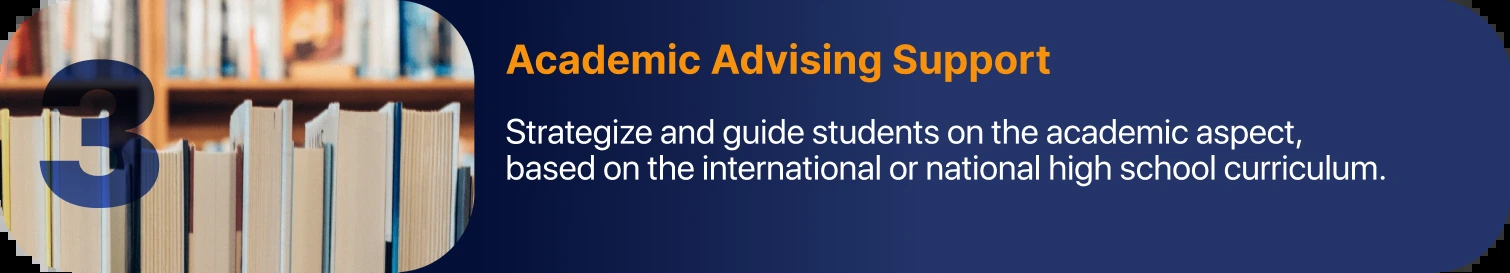 3
Academic Advising Support
Strategize and guide students on the academic aspect,
based on the international or national high school curriculum.